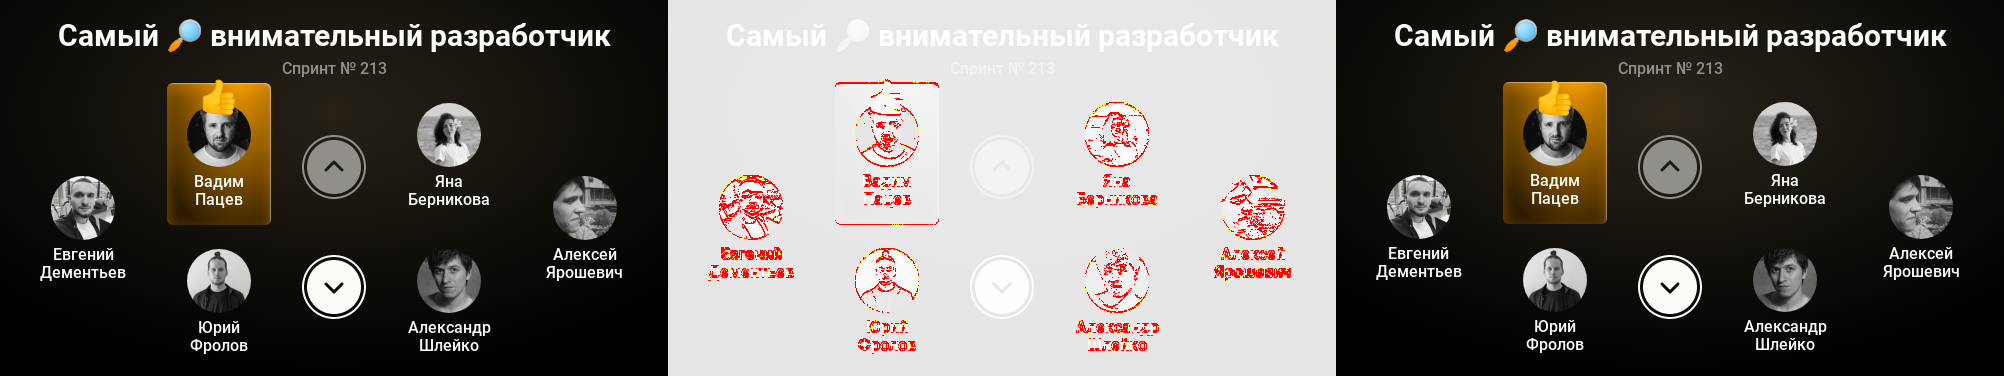 Самый 🔎 внимательный разработчик
Спринт № 213
Вадим
Пацев
Яна
Берникова
Евгений
Дементьев
Алексей
Ярошевич
Юрий
Фролов
Александр
Шлейко
Самый 🔎 внимательный разработчик
Спринт № 213
Вадим
Пацев
Яна
Берникова
Евгений
Дементьев
Алексей
Ярошевич
Юрий
Фролов
Александр
Шлейко
Самый 🔎 внимательный разработчик
Спринт № 213
Вадим
Пацев
Яна
Берникова
Евгений
Дементьев
Алексей
Ярошевич
Юрий
Фролов
Александр
Шлейко